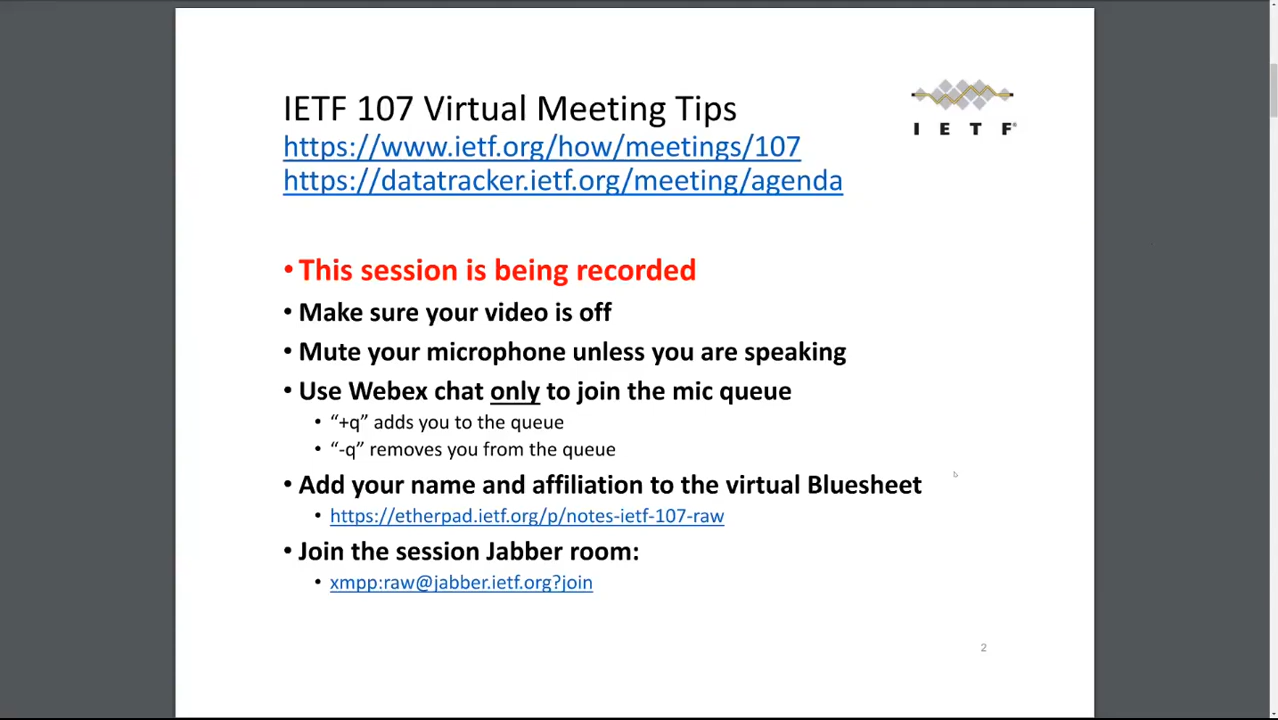 IETF 107 Virtual Meeting Tips
https://www.ietf.org/how/meetings/107
https://datatracker.ietf.org/meeting/agenda
I E T F®
•This session is being recorded
• Make sure your video is off
• Mute your microphone unless you are speaking
• Use Webex chat only to join the mic queue
• “+q” adds you to the queue
• “-q” removes you from the queue
• Add your name and affiliation to the virtual Bluesheet
• https://etherpad.ietf.org/p/notes-ietf-107-raw
• Join the session Jabber room:
• xmpp:raw@jabber.ietf.org?join
2